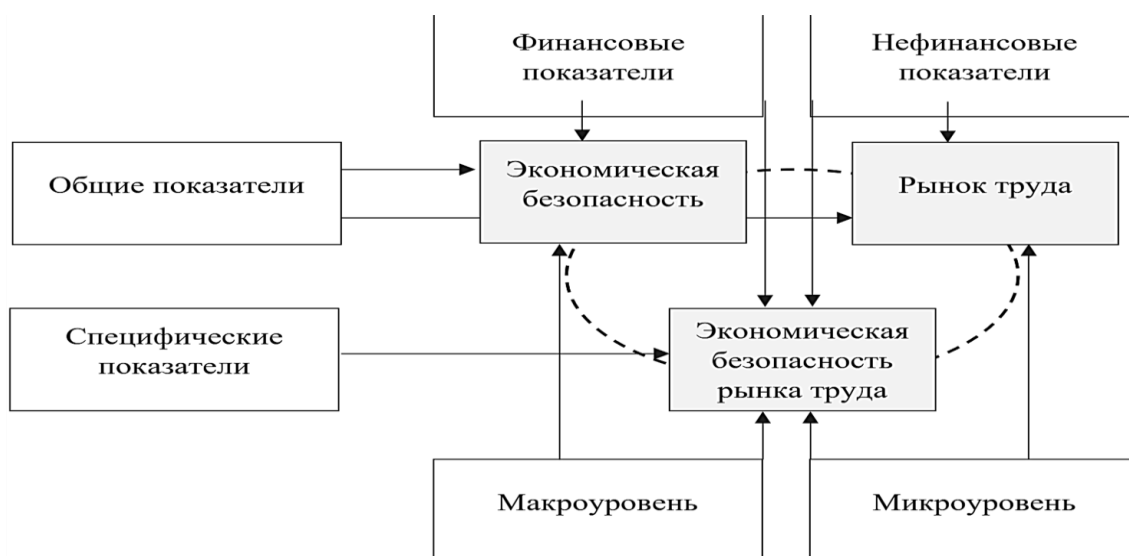 Финансовые
показатели
Нефинансовые
показатели
Общие показатели
Экономическая
безопасность
Рынок труда
Специфические
показатели
Экономическая
безопасность
рынка труда
Макроуровень
Микроуровень